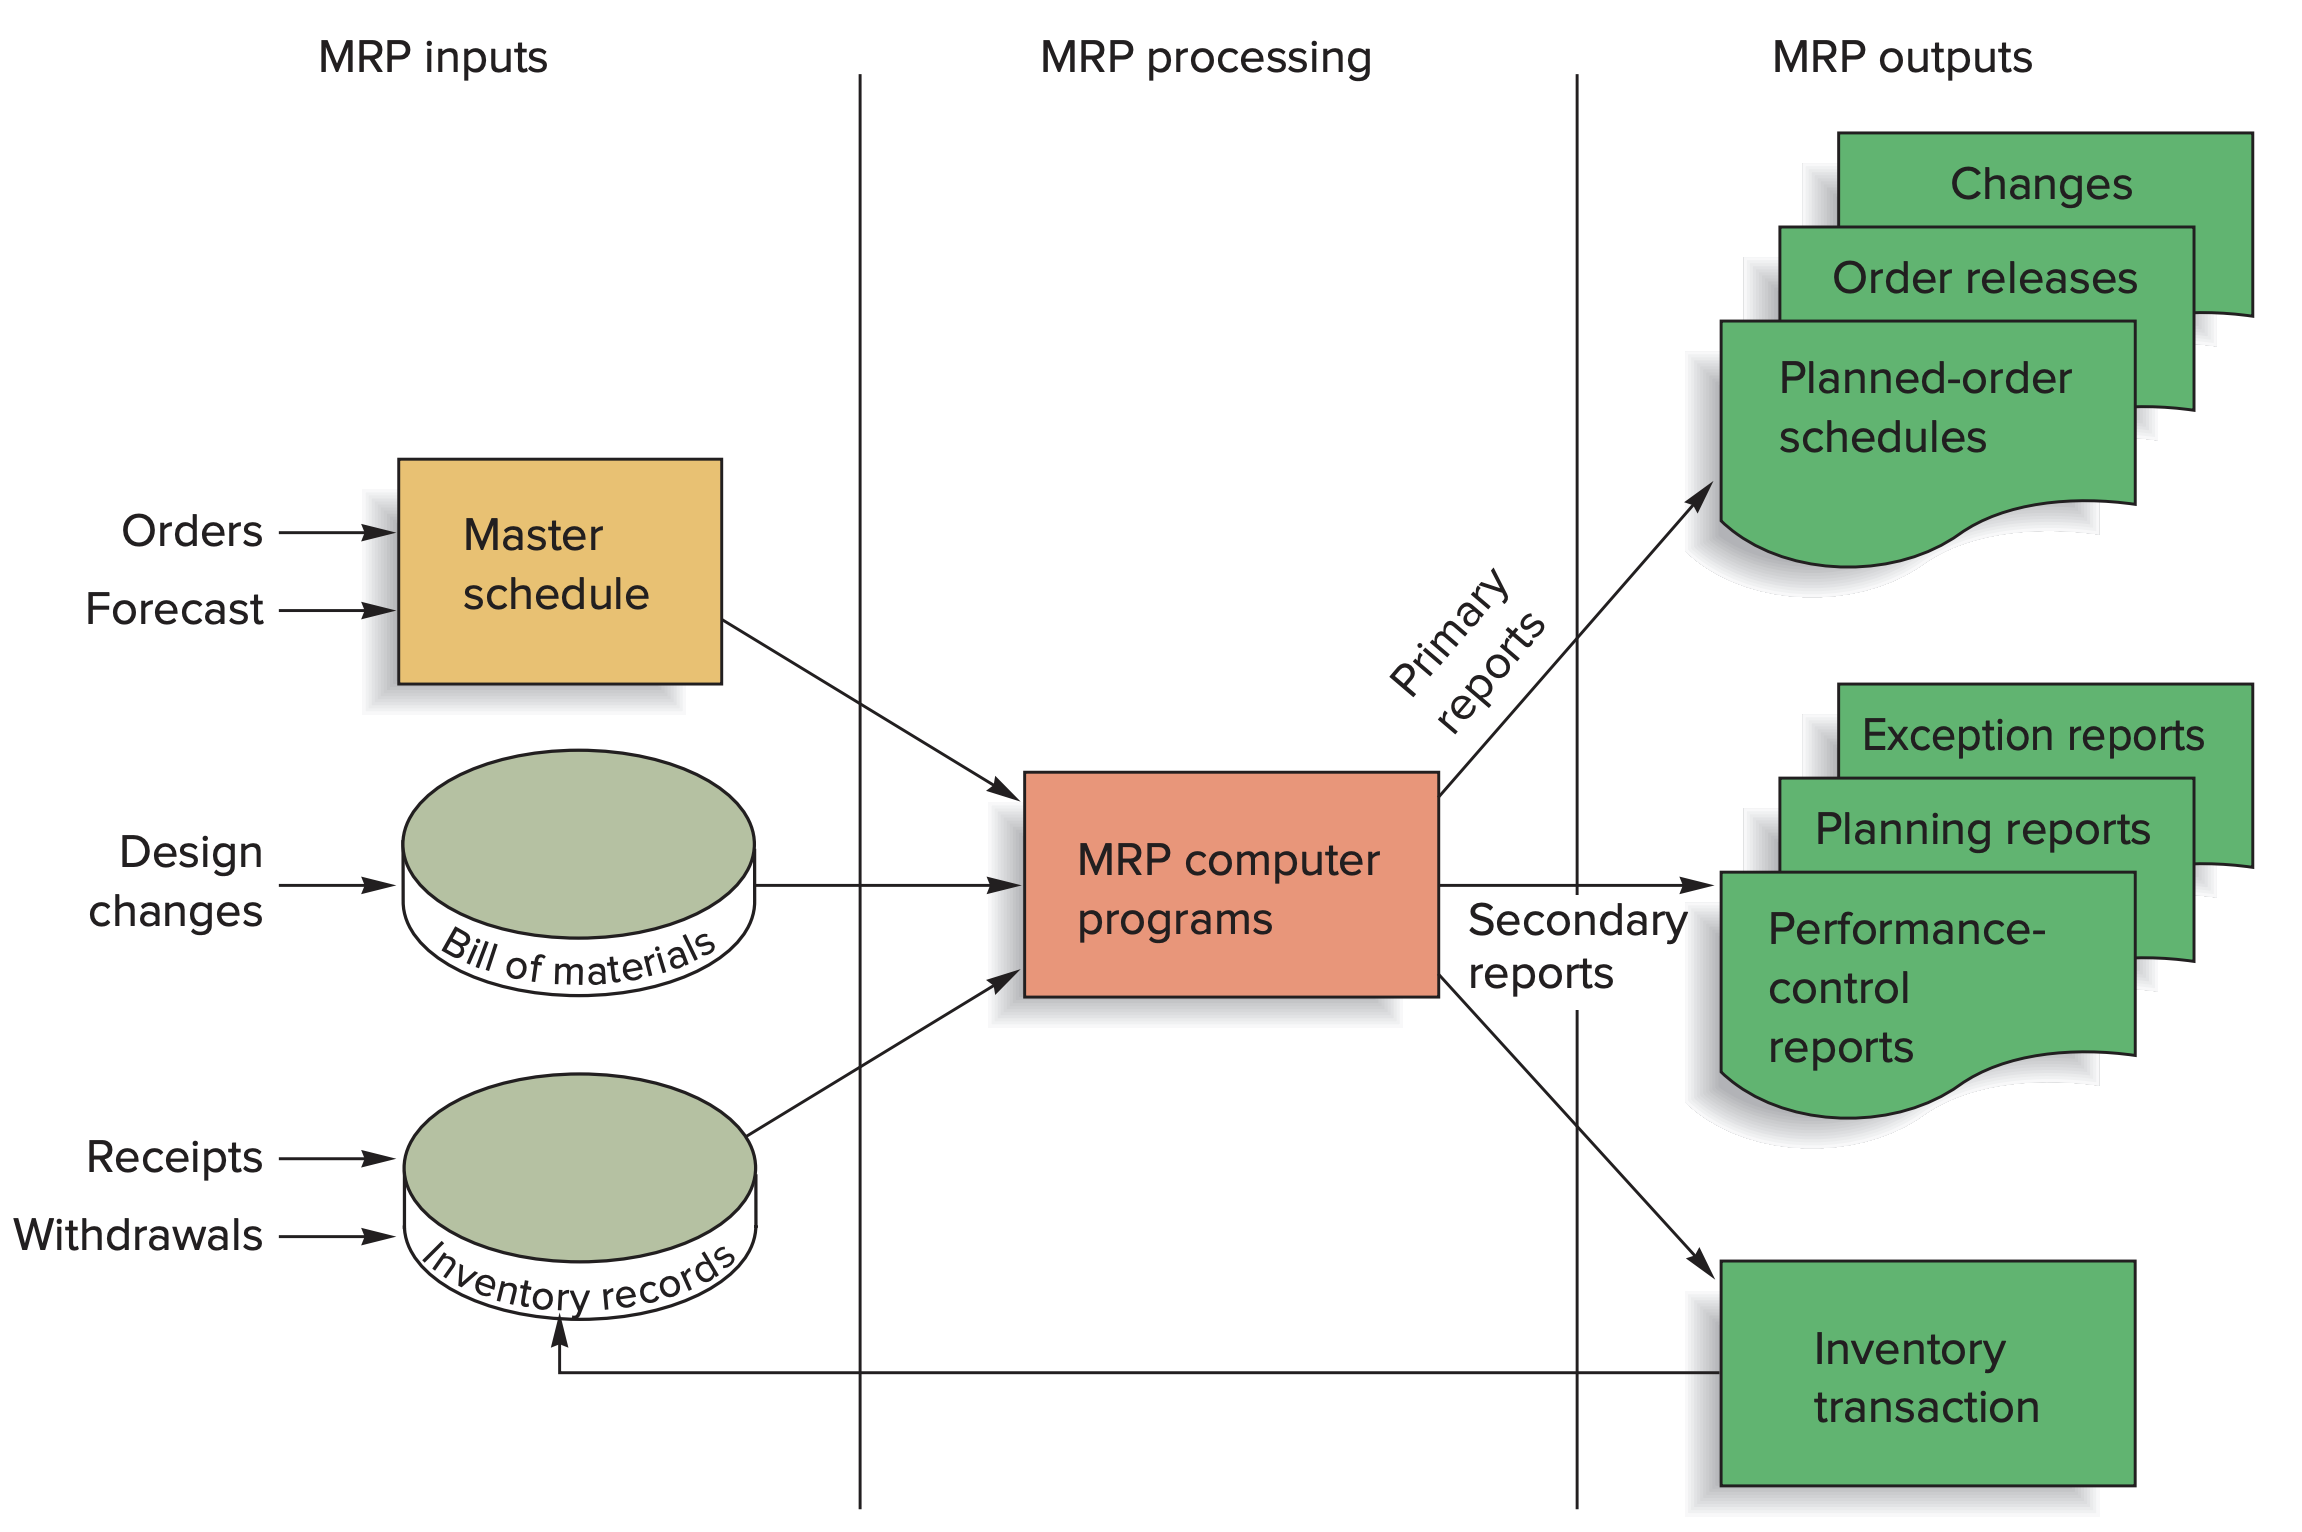 MRP inputs
MRP processing
MRP outputs
Orders
Forecast
Master
schedule
Design
changes
Bill of materials
Receipts
Withdrawals
Inventory records
MRP computer
programs
Primary
reports
Secondary
reports
Changes
Order releases
Planned-order
schedules
Exception reports
Planning reports
Performance-
control
reports
Inventory
transaction